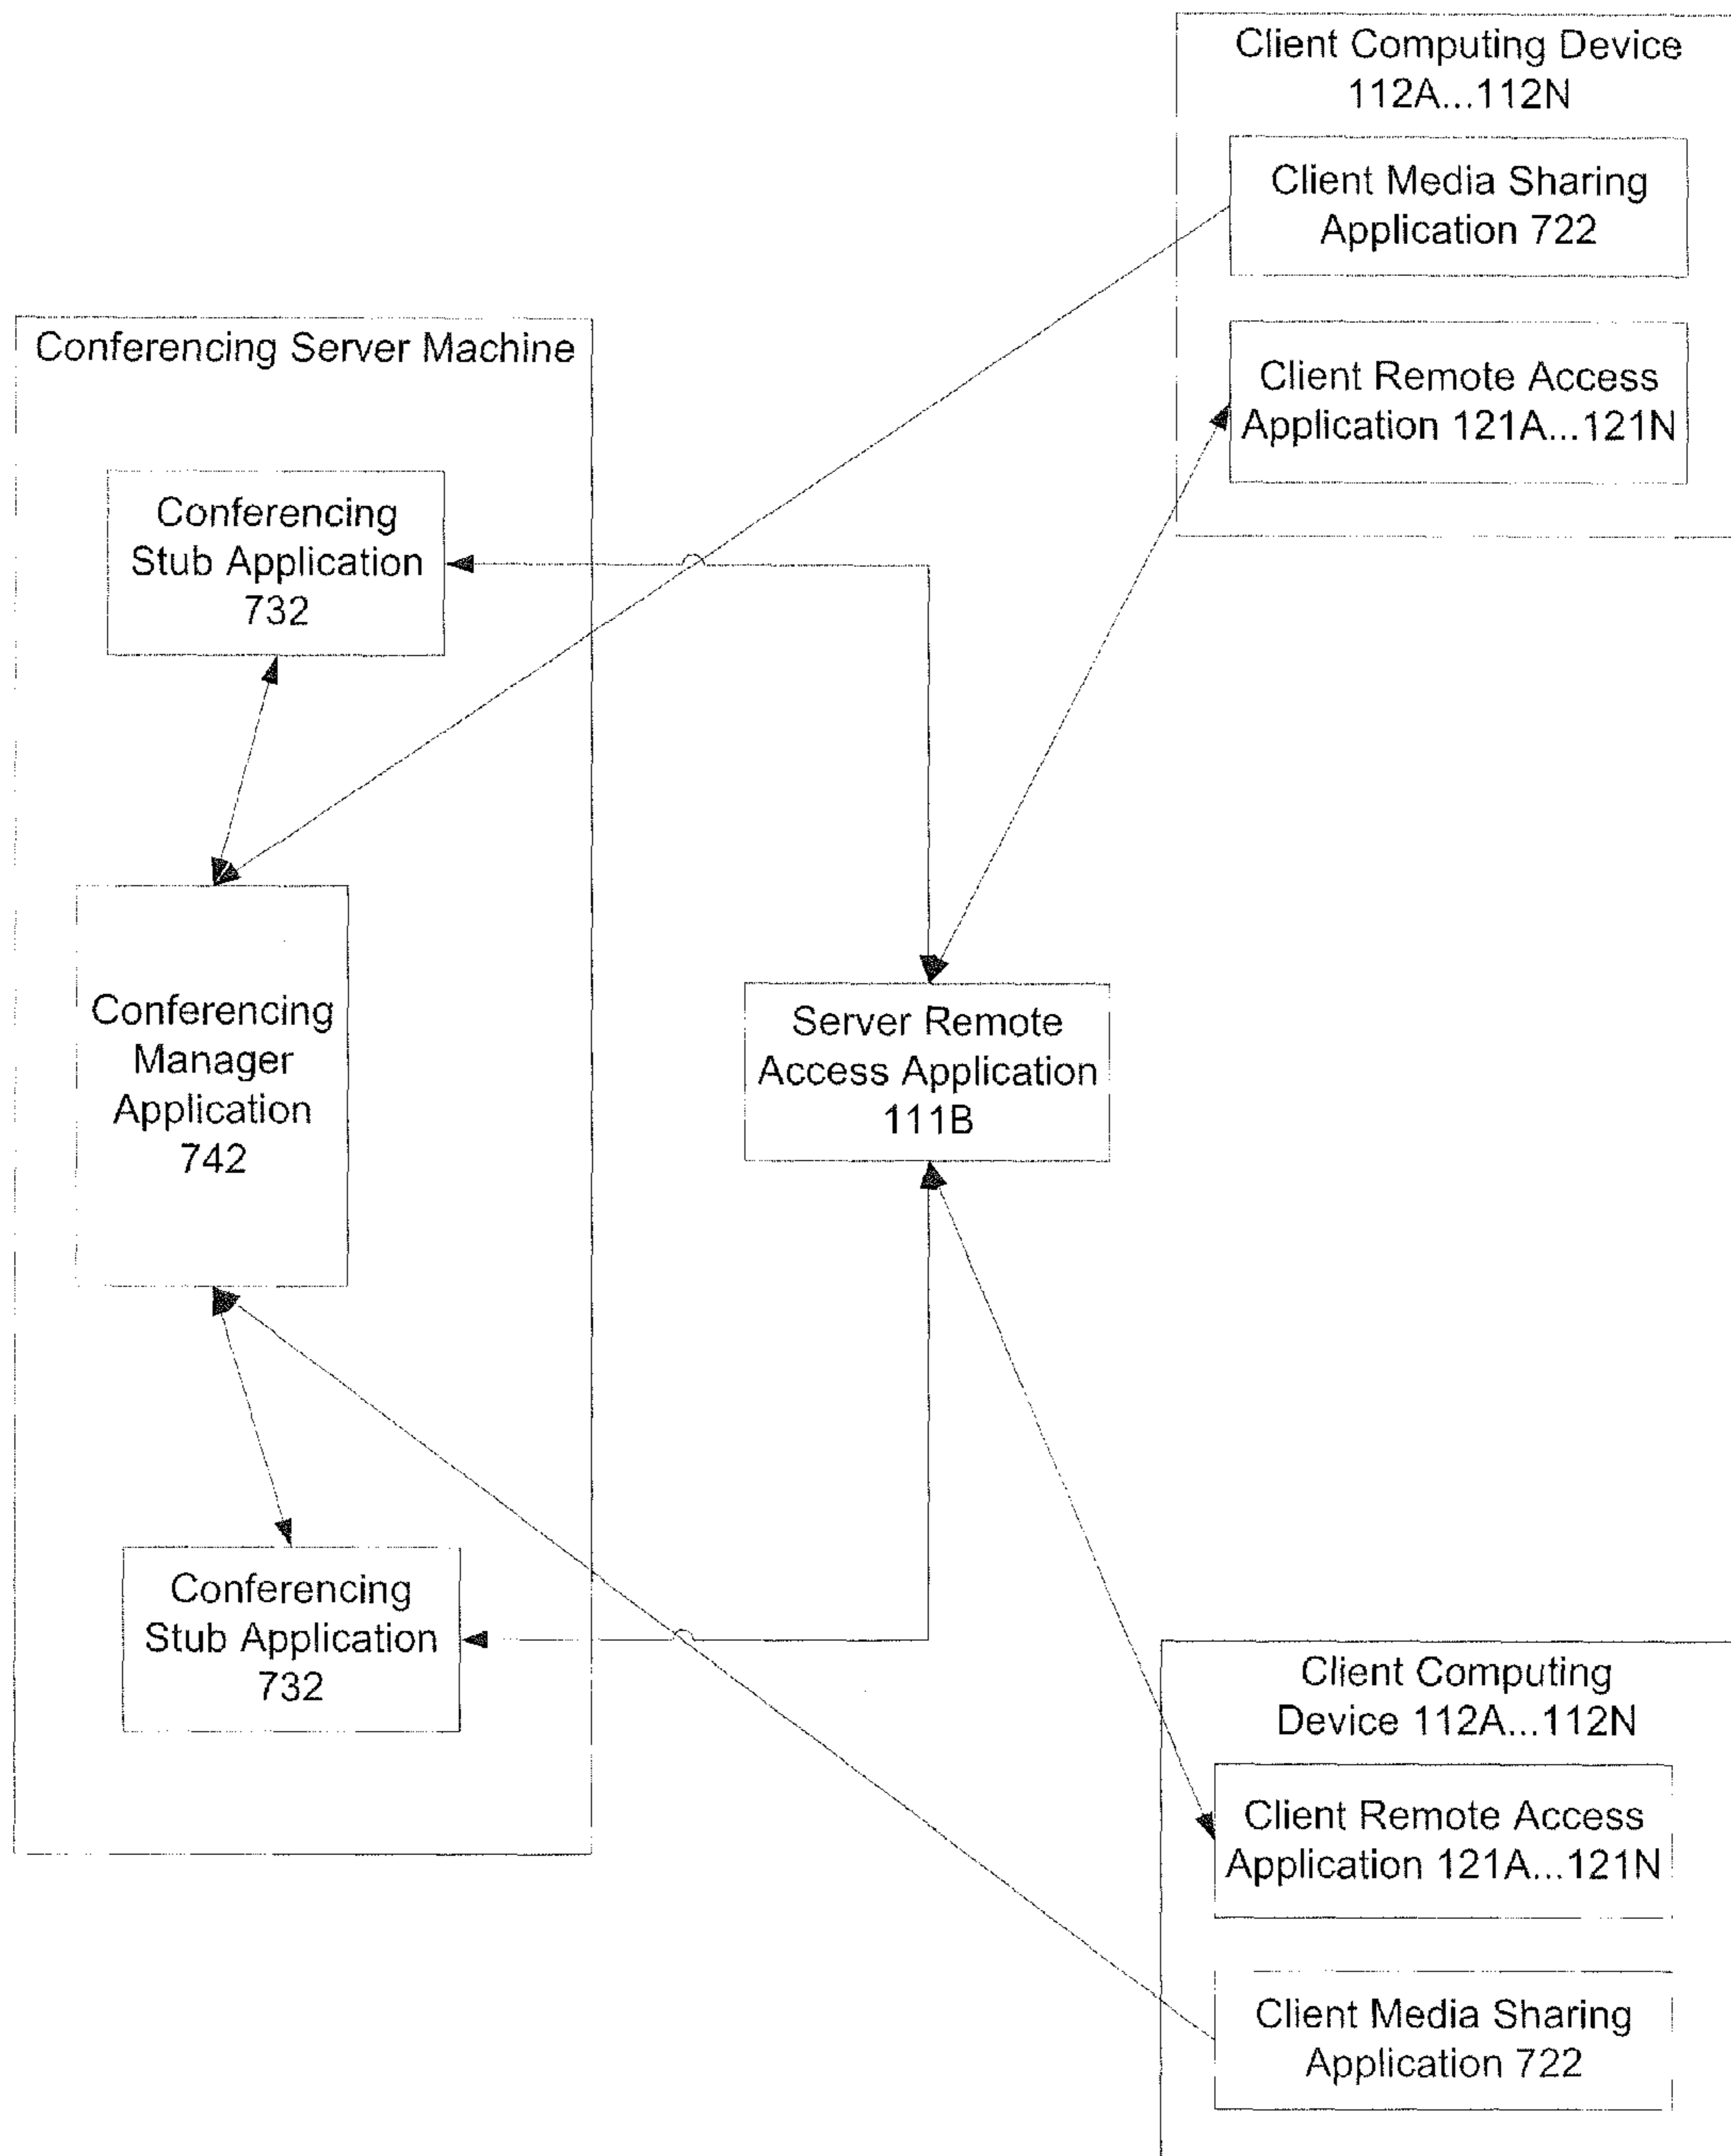 Client Computing Device
112A...112N
Client Media Sharing
Application 722
Client Remote Access
Application 121A...121N
Conferencing Server Machine
Conferencing
Stub Application
732
Conferencing
Manager
Application
742
Server Remote
Access Application
111B
Conferencing
Stub Application
732
Client Computing
Device 112A...112N
Client Remote Access
Application 121A...121N
Client Media Sharing
Application 722